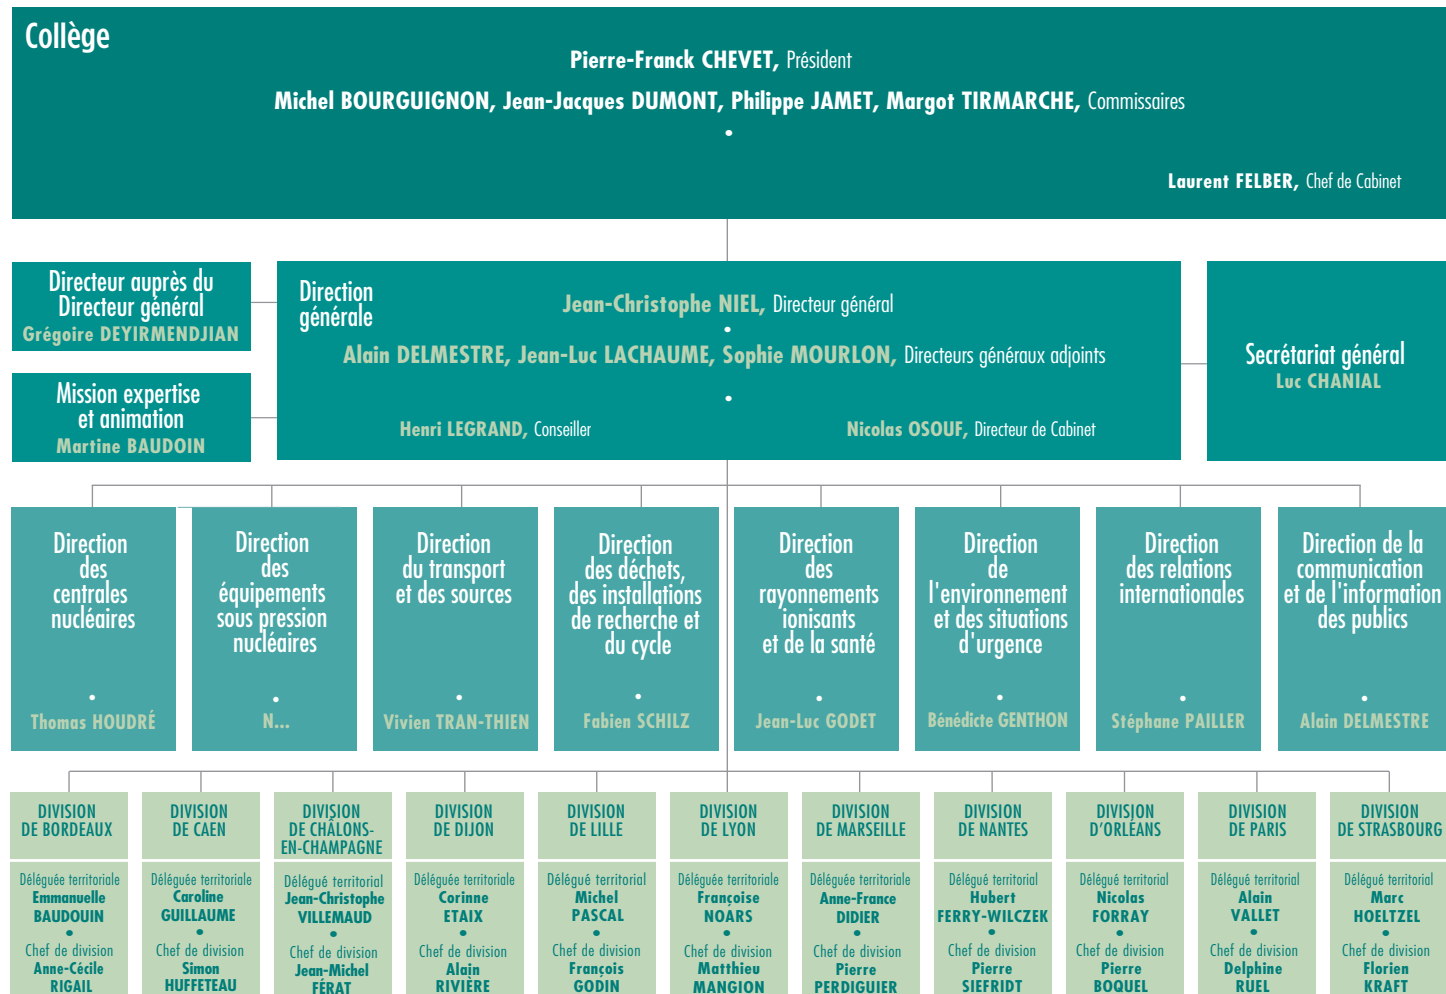 Collège
Pierre-Franck CHEVET, Président
Michel BOURGUIGNON, Jean-Jacques DUMONT, Philippe JAMET, Margot TIRMARCHE, Commissaires
•
Laurent FELBER, Chef de Cabinet
Directeur auprès du
Directeur général
Grégoire DEYIRMENDJIAN
Mission expertise
et animation
Martine BAUDOIN
Direction
générale
Jean-Christophe NIEL, Directeur général
•
Alain DELMESTRE, Jean-Luc LACHAUME, Sophie MOURLON, Directeurs généraux adjoints
•
Henri LEGRAND, Conseiller
Nicolas OSOUF, Directeur de Cabinet
Secrétariat général
Luc CHANIAL
Direction
des
centrales
nucléaires
•
Thomas HOUDRÉ
Direction
des
équipements
sous pression
nucléaires
•
N...
Direction
du transport
et des sources
•
Vivien TRAN-THIEN
Direction
des déchets,
des installations
de recherche et
du cycle
•
Fabien SCHILZ
Direction
des
rayonnements
ionisants
et de la santé
•
Jean-Luc GODET
Direction
de
l'environnement
et des situations
d'urgence
•
Bénédicte GENTHON
Direction
des relations
internationales
•
Stéphane PAILLER
Direction de la
communication
et de l'information
des publics
•
Alain DELMESTRE
DIVISION
DE BORDEAUX
Déléguée territoriale
Emmanuelle
BAUDOUIN
•
Chef de division
Anne-Cécile
RIGAIL
DIVISION
DE CAEN
Déléguée territoriale
Caroline
GUILLAUME
•
Chef de division
Simon
HUFFETEAU
DIVISION
DE CHÂLONS-
EN-CHAMPAGNE
Délégué territorial
Jean-Christophe
VILLEMAUD
•
Chef de division
Jean-Michel
FÉRAT
DIVISION
DE DIJON
Déléguée territoriale
Corinne
ETAIX
•
Chef de division
Alain
RIVIÈRE
DIVISION
DE LILLE
Délégué territorial
Michel
PASCAL
•
Chef de division
François
GODIN
DIVISION
DE LYON
Déléguée territoriale
Françoise
NOARS
•
Chef de division
Matthieu
MANGION
DIVISION
DE MARSEILLE
Déléguée territoriale
Anne-France
DIDIER
•
Chef de division
Pierre
PERDIGUIER
DIVISION
DE NANTES
Délégué territorial
Hubert
FERRY-WILCZEK
•
Chef de division
Pierre
SIEFRIDT
DIVISION
D'ORLÉANS
Délégué territorial
Nicolas
FORRAY
•
Chef de division
Pierre
BOQUEL
DIVISION
DE PARIS
Délégué territorial
Alain
VALLET
•
Chef de division
Delphine
RUEL
DIVISION
DE STRASBOURG
Délégué territorial
Marc
HOELTZEL
•
Chef de division
Florien
KRAFT